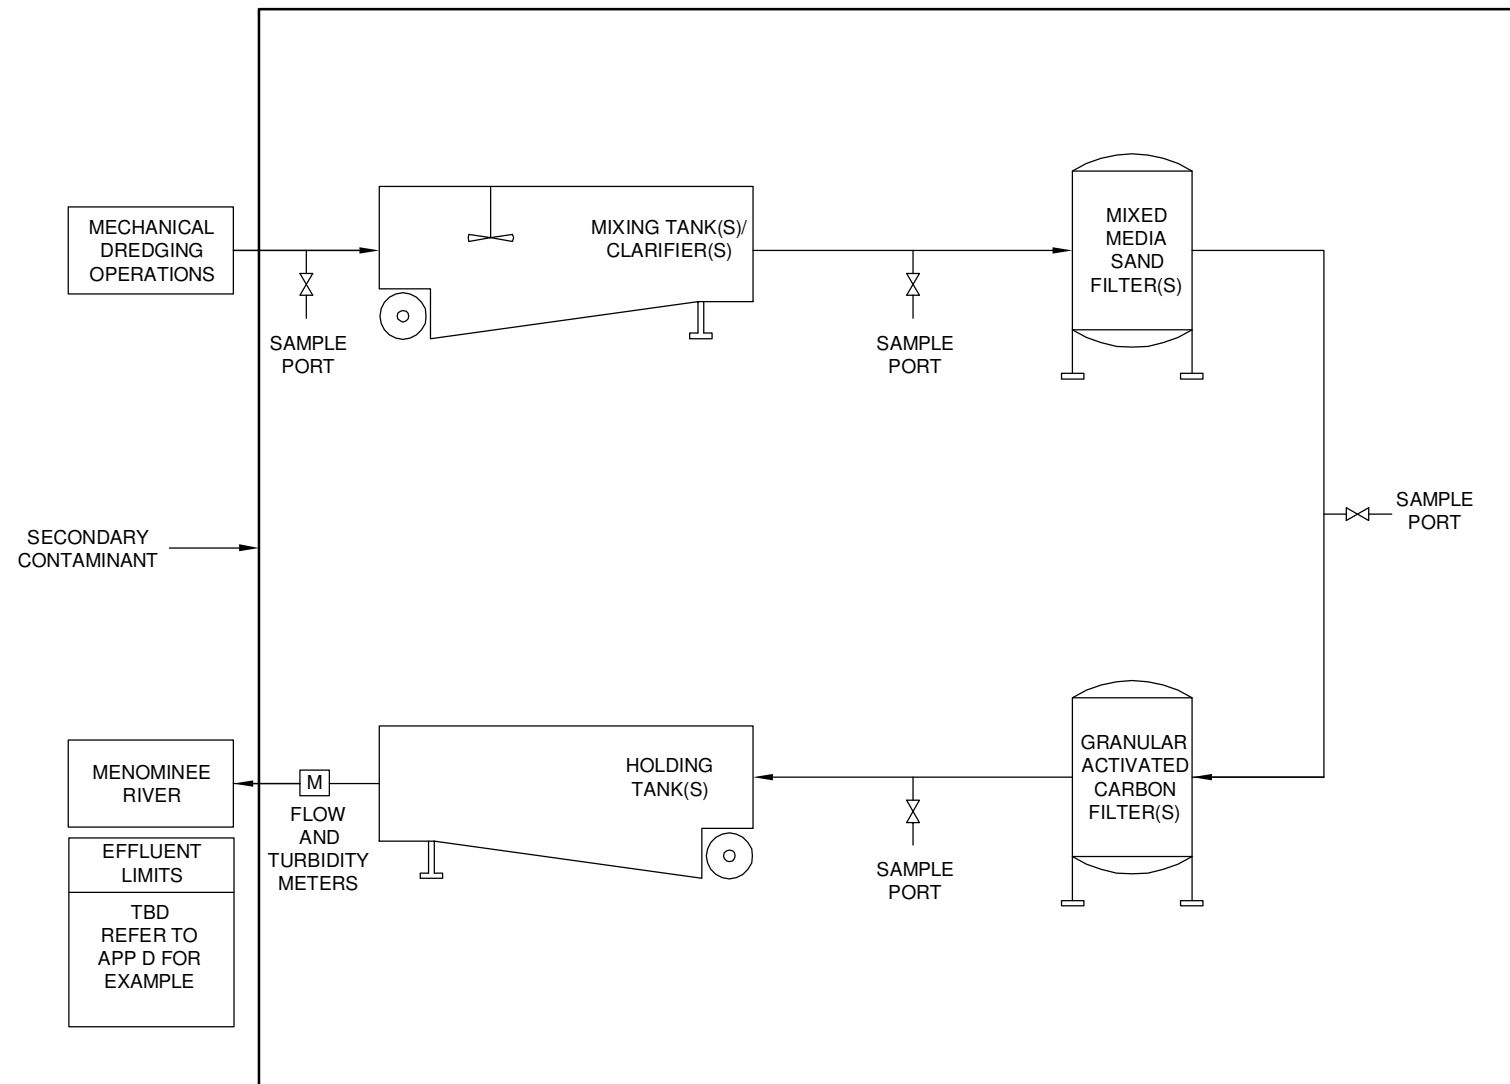 MECHANICAL
DREDGING
OPERATIONS
SAMPLE
PORT
MIXING TANK(S)/
CLARIFIER(S)
SAMPLE
PORT
MIXED
MEDIA
SAND
FILTER(S)
SAMPLE
PORT
SECONDARY
CONTAMINANT
GRANULAR
ACTIVATED
CARBON
FILTER(S)
SAMPLE
PORT
HOLDING
TANK(S)
M
FLOW
AND
TURBIDITY
METERS
MENOMINEE
RIVER
EFFLUENT
LIMITS
TBD
REFER TO
APP D FOR
EXAMPLE